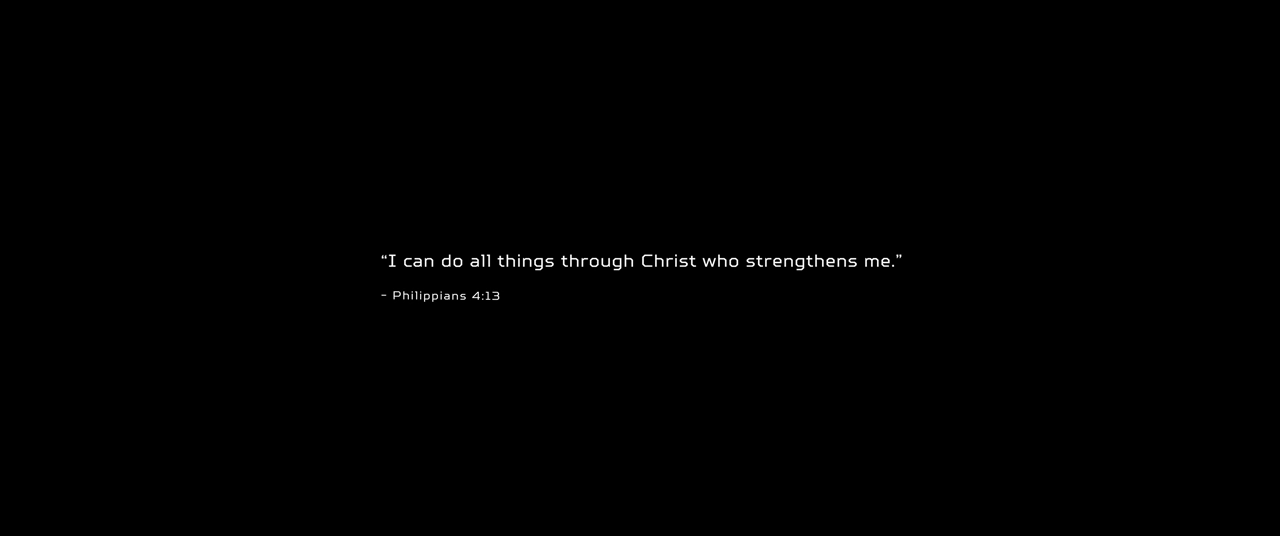 “I can do all things through Christ who strengthens me.”
- Philippians 4:13